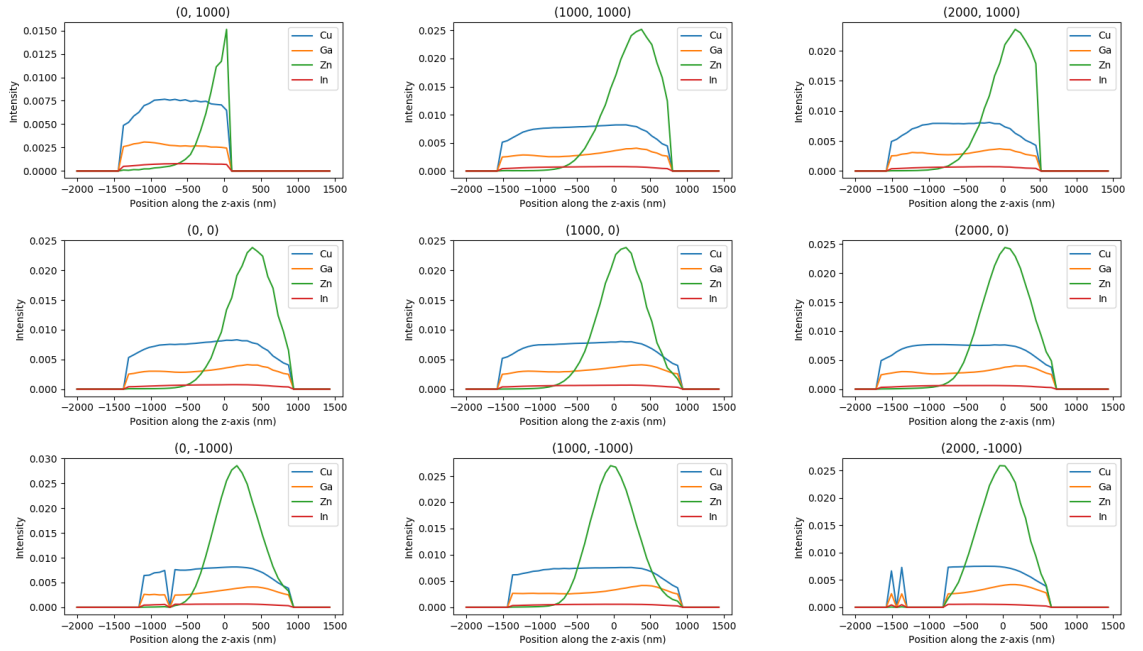 (0, 1000)
0.0150
0.0125
0.0100
0.0075
0.0050
0.0025
0.0000
Intensity
Cu
Ga
Zn
In
−2000 −1500 −1000 −500 0 500 1000 1500
Position along the z-axis (nm)
(1000, 1000)
0.025
0.020
0.015
0.010
0.005
0.000
Intensity
Cu
Ga
Zn
In
−2000 −1500 −1000 −500 0 500 1000 1500
Position along the z-axis (nm)
(2000, 1000)
0.020
0.015
0.010
0.005
0.000
Intensity
Cu
Ga
Zn
In
−2000 −1500 −1000 −500 0 500 1000 1500
Position along the z-axis (nm)
(0, 0)
0.025
0.020
0.015
0.010
0.005
0.000
Intensity
Cu
Ga
Zn
In
−2000 −1500 −1000 −500 0 500 1000 1500
Position along the z-axis (nm)
(1000, 0)
0.025
0.020
0.015
0.010
0.005
0.000
Intensity
Cu
Ga
Zn
In
−2000 −1500 −1000 −500 0 500 1000 1500
Position along the z-axis (nm)
(2000, 0)
0.025
0.020
0.015
0.010
0.005
0.000
Intensity
Cu
Ga
Zn
In
−2000 −1500 −1000 −500 0 500 1000 1500
Position along the z-axis (nm)
(0, -1000)
0.030
0.025
0.020
0.015
0.010
0.005
0.000
Intensity
Cu
Ga
Zn
In
−2000 −1500 −1000 −500 0 500 1000 1500
Position along the z-axis (nm)
(1000, -1000)
0.025
0.020
0.015
0.010
0.005
0.000
Intensity
Cu
Ga
Zn
In
−2000 −1500 −1000 −500 0 500 1000 1500
Position along the z-axis (nm)
(2000, -1000)
0.025
0.020
0.015
0.010
0.005
0.000
Intensity
Cu
Ga
Zn
In
−2000 −1500 −1000 −500 0 500 1000 1500
Position along the z-axis (nm)